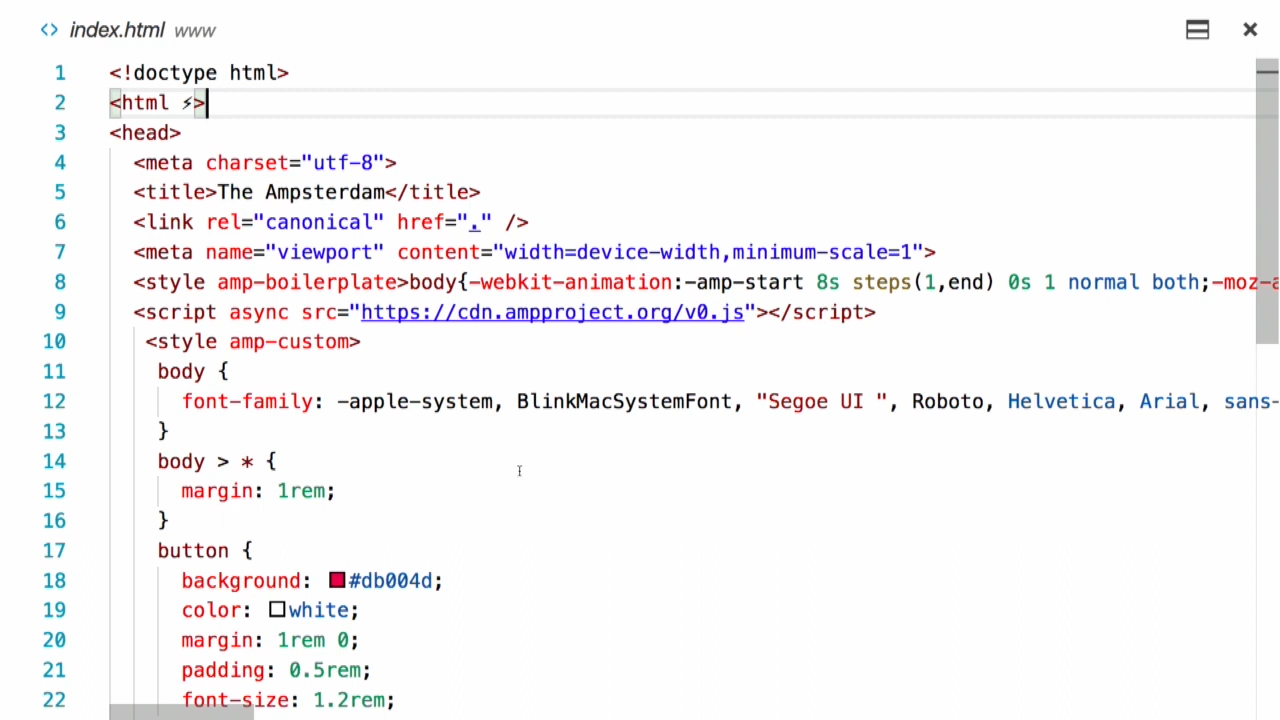 <> index.html www
1 <!doctype html>
2 <html ⚡>
3 <head>
4 <meta charset="utf-8">
5 <title>The Ampsterdam</title>
6 <link rel="canonical" href="." />
7 <meta name="viewport" content="width=device-width,minimum-scale=1">
8 <style amp-boilerplate>body{-webkit-animation:-amp-start 8s steps(1,end) 0s 1 normal both;-moz-a
9 <script async src="https://cdn.ampproject.org/v0.js"></script>
10 <style amp-custom>
11 body {
12 font-family: -apple-system, BlinkMacSystemFont, "Segoe UI ", Roboto, Helvetica, Arial, sans-
13 }
14 body > * {
15 margin: 1rem;
16 }
17 button {
18 background: #db004d;
19 color: white;
20 margin: 1rem 0;
21 padding: 0.5rem;
22 font-size: 1.2rem;